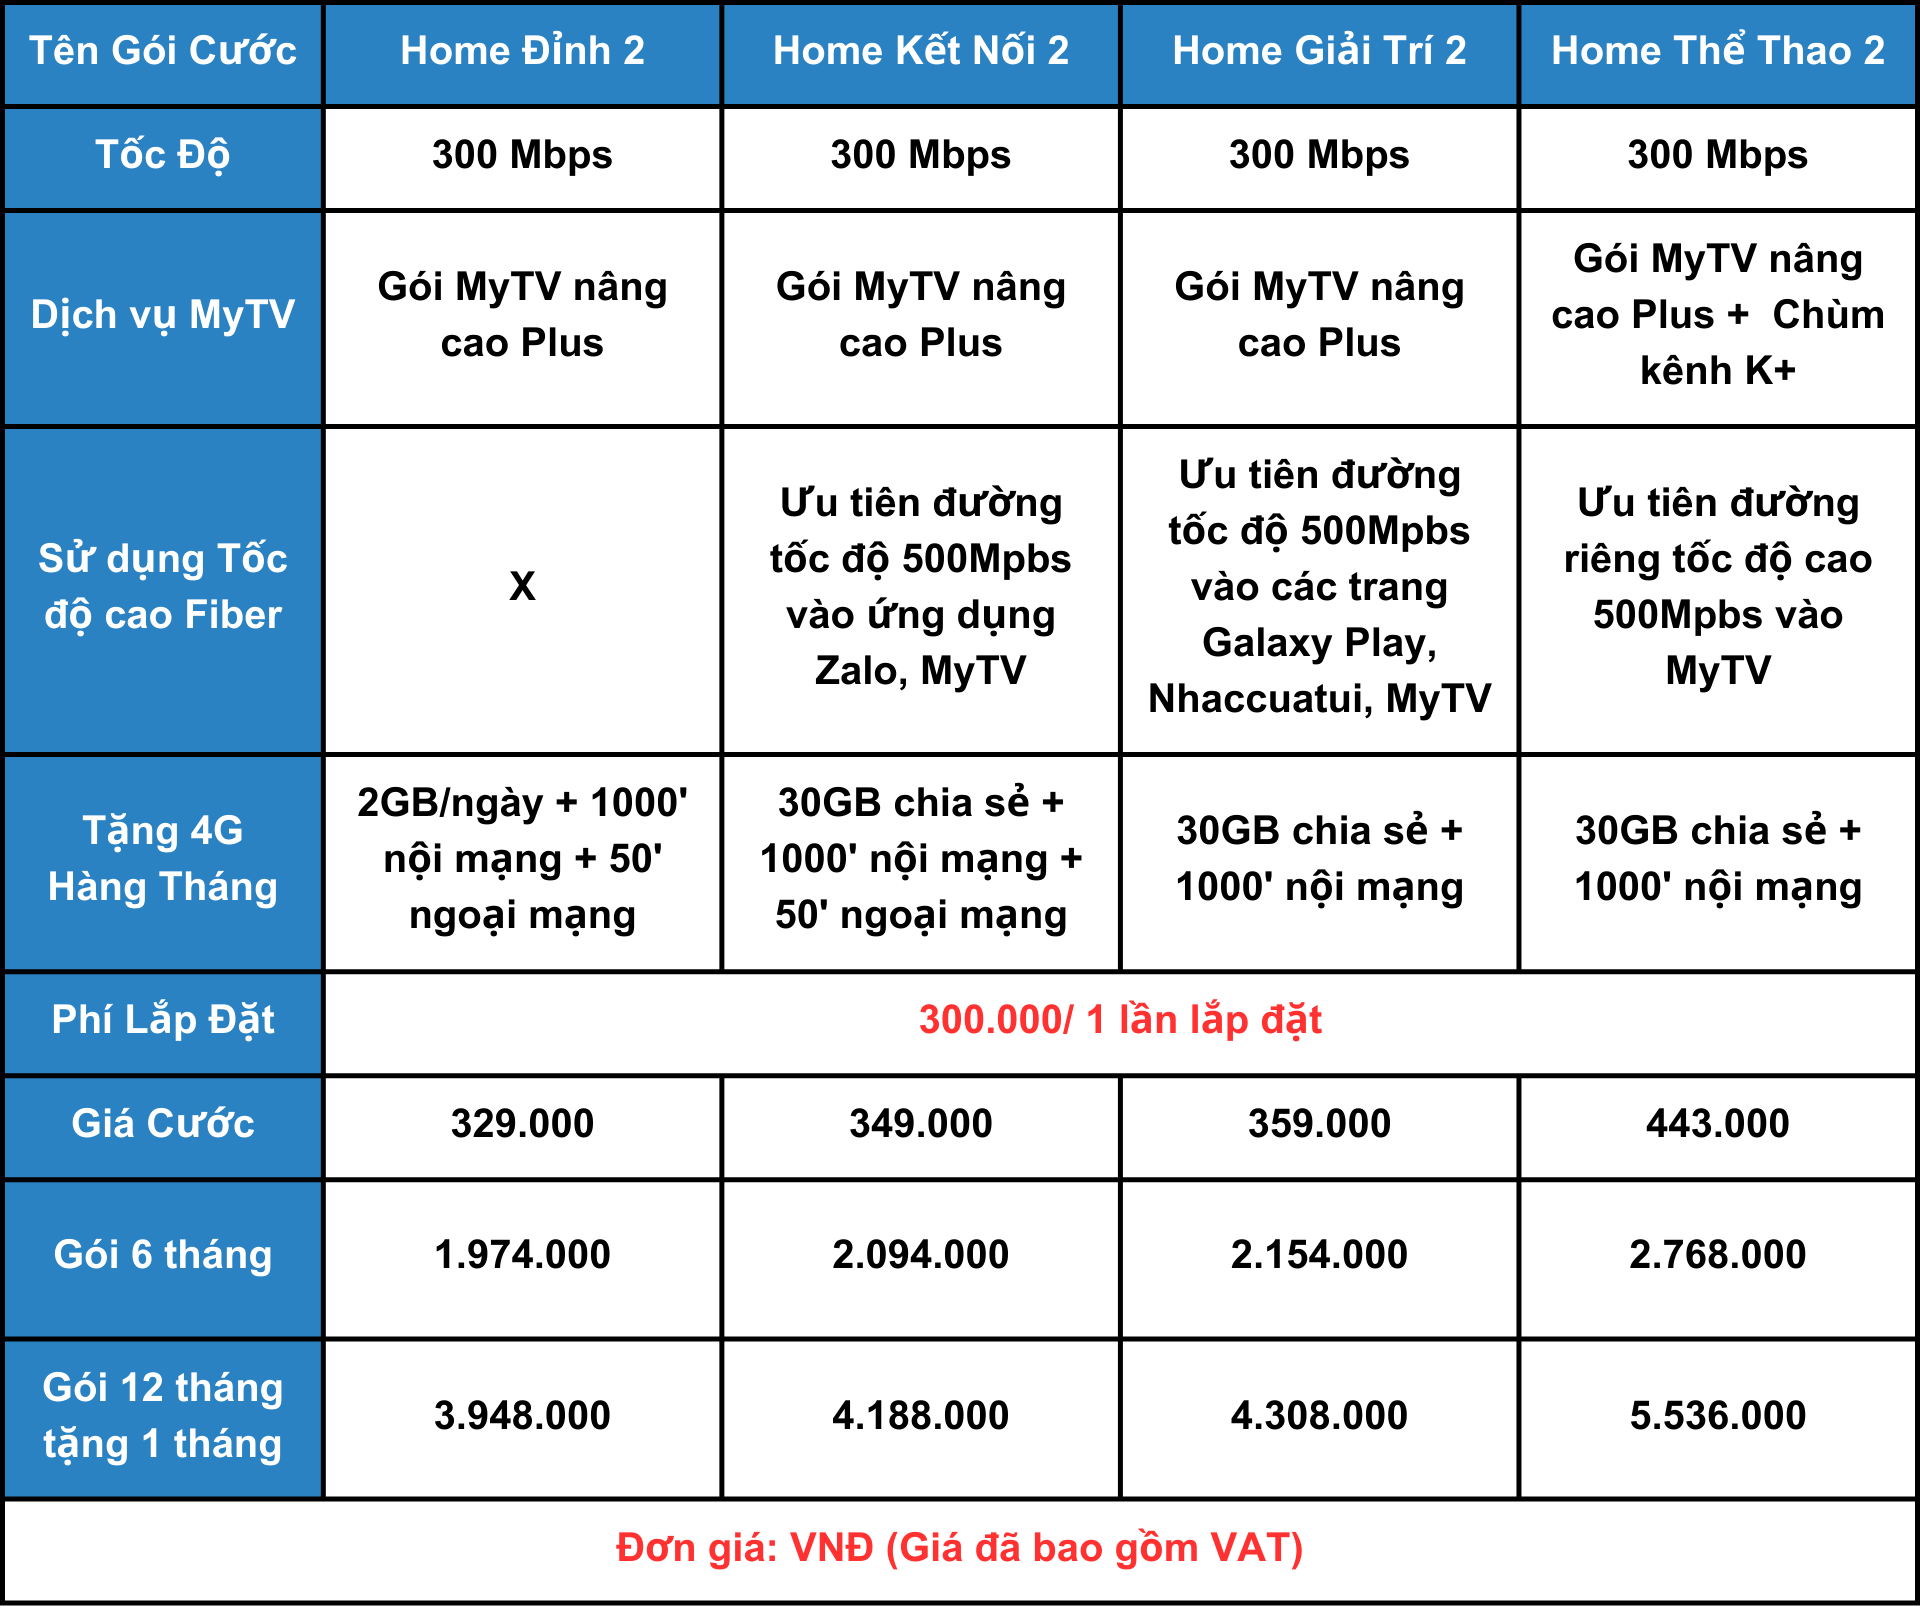 Tên Gói Cước
Home Đỉnh 2
Home Kết Nối 2
Home Giải Trí 2
Home Thể Thao 2
Tốc Độ
300 Mbps
300 Mbps
300 Mbps
300 Mbps
Dịch vụ MyTV
Gói MyTV nâng
cao Plus
Gói MyTV nâng
cao Plus
Gói MyTV nâng
cao Plus
Gói MyTV nâng
cao Plus +  Chùm
kênh K+
Sử dụng Tốc
độ cao Fiber
X
Ưu tiên đường
tốc độ 500Mpbs
vào ứng dụng
Zalo, MyTV
Ưu tiên đường
tốc độ 500Mpbs
vào các trang
Galaxy Play,
Nhaccuatui, MyTV
Ưu tiên đường
riêng tốc độ cao
500Mpbs vào
MyTV
Tặng 4G
Hàng Tháng
2GB/ngày + 1000'
nội mạng + 50'
ngoại mạng
30GB chia sẻ +
1000' nội mạng +
50' ngoại mạng
30GB chia sẻ +
1000' nội mạng
30GB chia sẻ +
1000' nội mạng
Phí Lắp Đặt
300.000/ 1 lần lắp đặt
Giá Cước
329.000
349.000
359.000
443.000
Gói 6 tháng
1.974.000
2.094.000
2.154.000
2.768.000
Gói 12 tháng
tặng 1 tháng
3.948.000
4.188.000
4.308.000
5.536.000
Đơn giá: VNĐ (Giá đã bao gồm VAT)